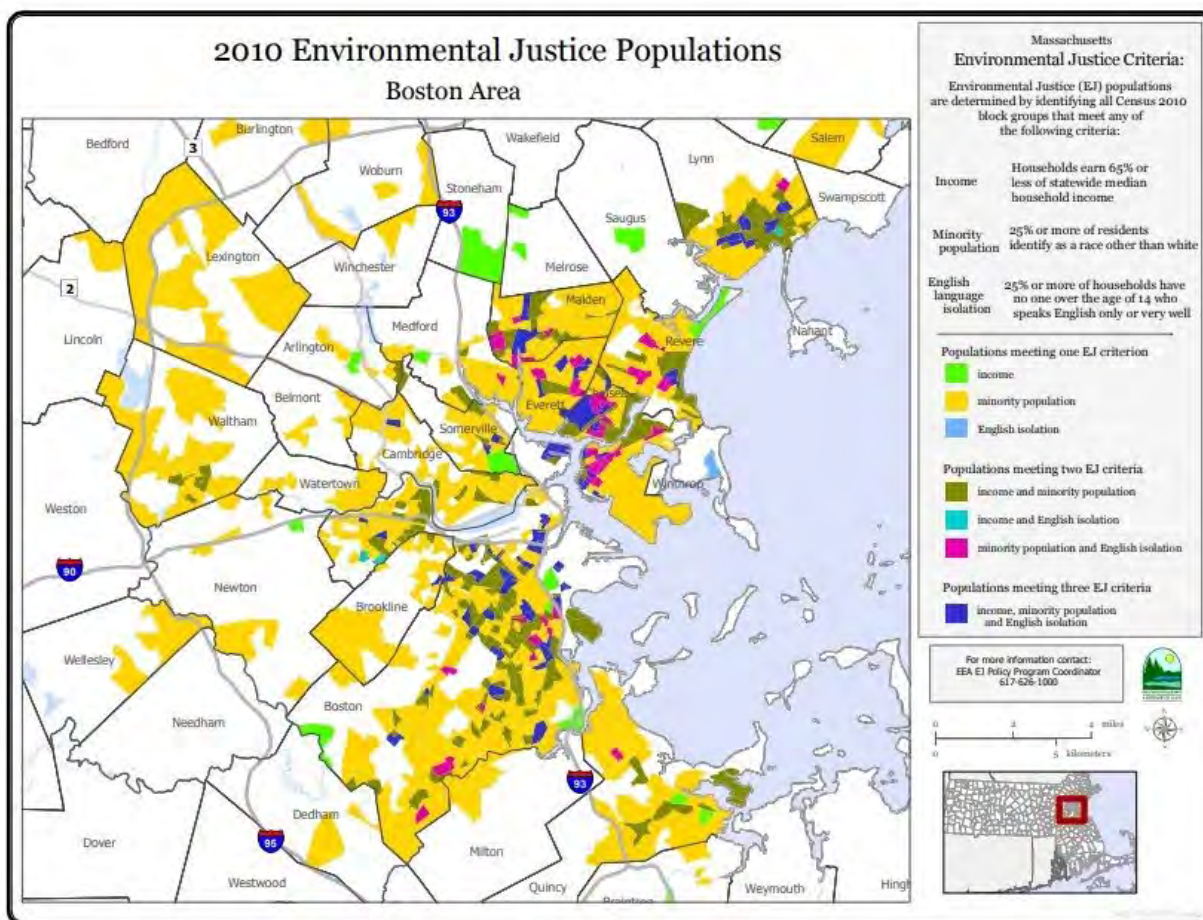 2010 Environmental Justice Populations
Boston Area
Bedford
Burlington
3
Woburn
Wakefield
Stoneham
93
Lynn
Salem
Swampscott
Saugus
Lexington
Winchester
Melrose
2
Lincoln
Medford
Malden
Nahant
Arlington
Revere
Belmont
Waltham
Everett
Somerville
Cambridge
Watertown
Winthrop
Weston
90
Newton
Brookline
Wellesley
Needham
Boston
93
Dedham
Dover
95
Milton
Westwood
Quincy
Weymouth
Massachusetts
Environmental Justice Criteria:
Environmental Justice (EJ) populations
are determined by identifying all Census 2010
block groups that meet any of
the following criteria:
Income
Households earn 65% or
less of statewide median
household income
Minority
population
25% or more of residents
identify as a race other than white
English
language
isolation
25% or more of households have
no one over the age of 14 who
speaks English only or very well
Populations meeting one EJ criterion
income
minority population
English isolation
Populations meeting two EJ criteria
income and minority population
income and English isolation
minority population and English isolation
Populations meeting three EJ criteria
income, minority population
and English isolation
For more information contact:
EEA EJ Policy Program Coordinator
617-626-1000
0 2 4 miles
0 5 kilometers